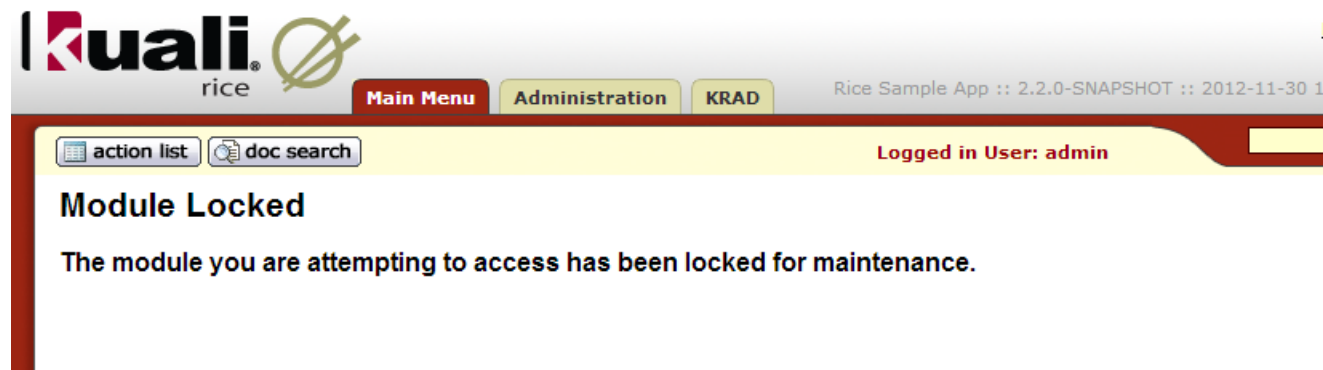 kuali®
rice
Main Menu Administration KRAD Rice Sample App :: 2.2.0-SNAPSHOT :: 2012-11-30 1
action list doc search Logged in User: admin
Module Locked
The module you are attempting to access has been locked for maintenance.